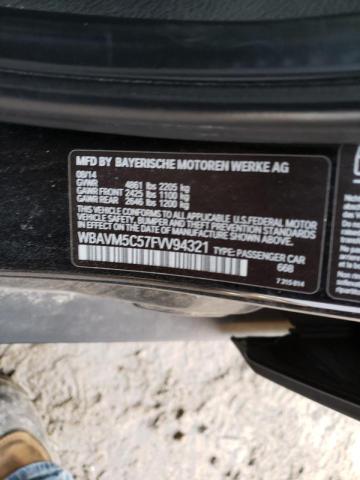 MFD BY BAYERISCHE MOTOREN WERKE AG
08/14
GVWR 4861 lbs 2205 kg
GAWR FRONT 2425 lbs 1100 kg
GAWR REAR 2646 lbs 1200 kg
THIS VEHICLE CONFORMS TO ALL APPLICABLE U.S.FEDERAL MOTOR
VEHICLE SAFETY, BUMPER AND THEFT PREVENTION STANDARDS
IN EFFECT ON THE DATE OF MANUFACTURE SHOWN ABOVE.
WBAVM5C57FVV94321 TYPE: PASSENGER CAR
668
7 215 814